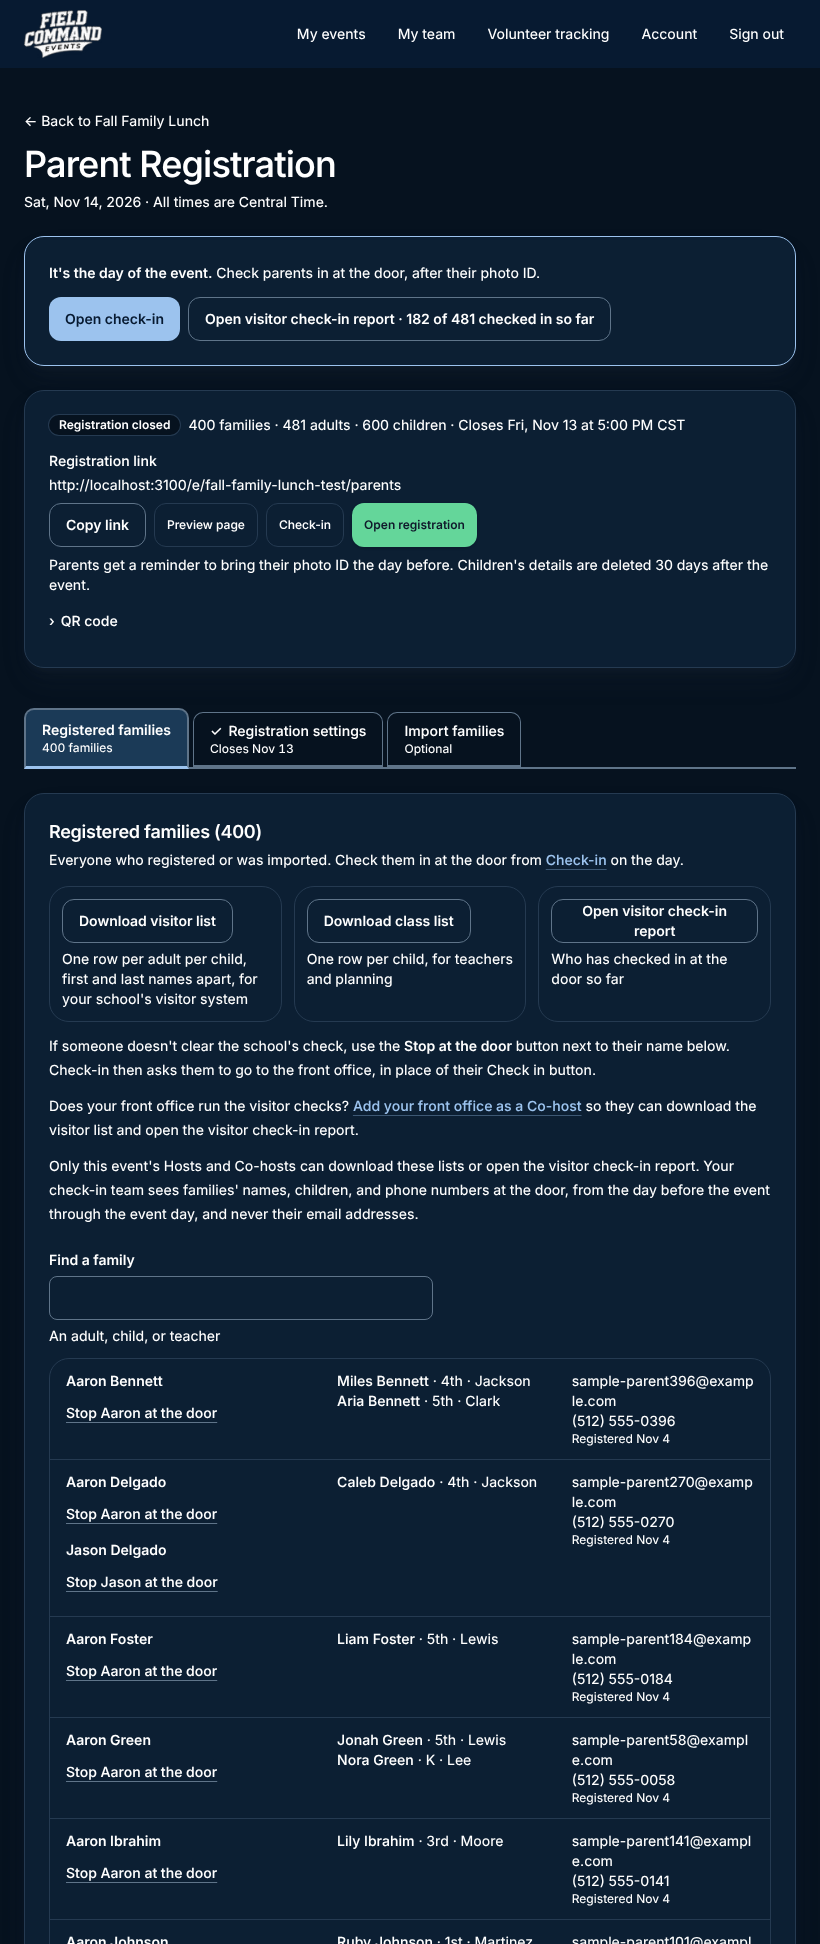 FIELD
COMMAND
EVENTS
My events
My team
Volunteer tracking
Account
Sign out
← Back to Fall Family Lunch
Parent Registration
Sat, Nov 14, 2026 · All times are Central Time.
It's the day of the event. Check parents in at the door, after their photo ID.
Open check-in
Open visitor check-in report · 182 of 481 checked in so far
Registration closed
400 families · 481 adults · 600 children · Closes Fri, Nov 13 at 5:00 PM CST
Registration link
http://localhost:3100/e/fall-family-lunch-test/parents
Copy link
Preview page
Check-in
Open registration
Parents get a reminder to bring their photo ID the day before. Children's details are deleted 30 days after the
event.
› QR code
Registered families
400 families
✓ Registration settings
Closes Nov 13
Import families
Optional
Registered families (400)
Everyone who registered or was imported. Check them in at the door from Check-in on the day.
Download visitor list
One row per adult per child,
first and last names apart, for
your school's visitor system
Download class list
One row per child, for teachers
and planning
Open visitor check-in
report
Who has checked in at the
door so far
If someone doesn't clear the school's check, use the Stop at the door button next to their name below.
Check-in then asks them to go to the front office, in place of their Check in button.
Does your front office run the visitor checks? Add your front office as a Co-host so they can download the
visitor list and open the visitor check-in report.
Only this event's Hosts and Co-hosts can download these lists or open the visitor check-in report. Your
check-in team sees families' names, children, and phone numbers at the door, from the day before the event
through the event day, and never their email addresses.
Find a family
An adult, child, or teacher
Aaron Bennett
Stop Aaron at the door
Miles Bennett · 4th · Jackson
Aria Bennett · 5th · Clark
sample-parent396@examp
le.com
(512) 555-0396
Registered Nov 4
Aaron Delgado
Stop Aaron at the door
Jason Delgado
Stop Jason at the door
Caleb Delgado · 4th · Jackson
sample-parent270@examp
le.com
(512) 555-0270
Registered Nov 4
Aaron Foster
Stop Aaron at the door
Liam Foster · 5th · Lewis
sample-parent184@examp
le.com
(512) 555-0184
Registered Nov 4
Aaron Green
Stop Aaron at the door
Jonah Green · 5th · Lewis
Nora Green · K · Lee
sample-parent58@exampl
e.com
(512) 555-0058
Registered Nov 4
Aaron Ibrahim
Stop Aaron at the door
Lily Ibrahim · 3rd · Moore
sample-parent141@exampl
e.com
(512) 555-0141
Registered Nov 4
Aaron Johnson
Ruby Johnson · 1st · Martinez
sample-parent101@exampl